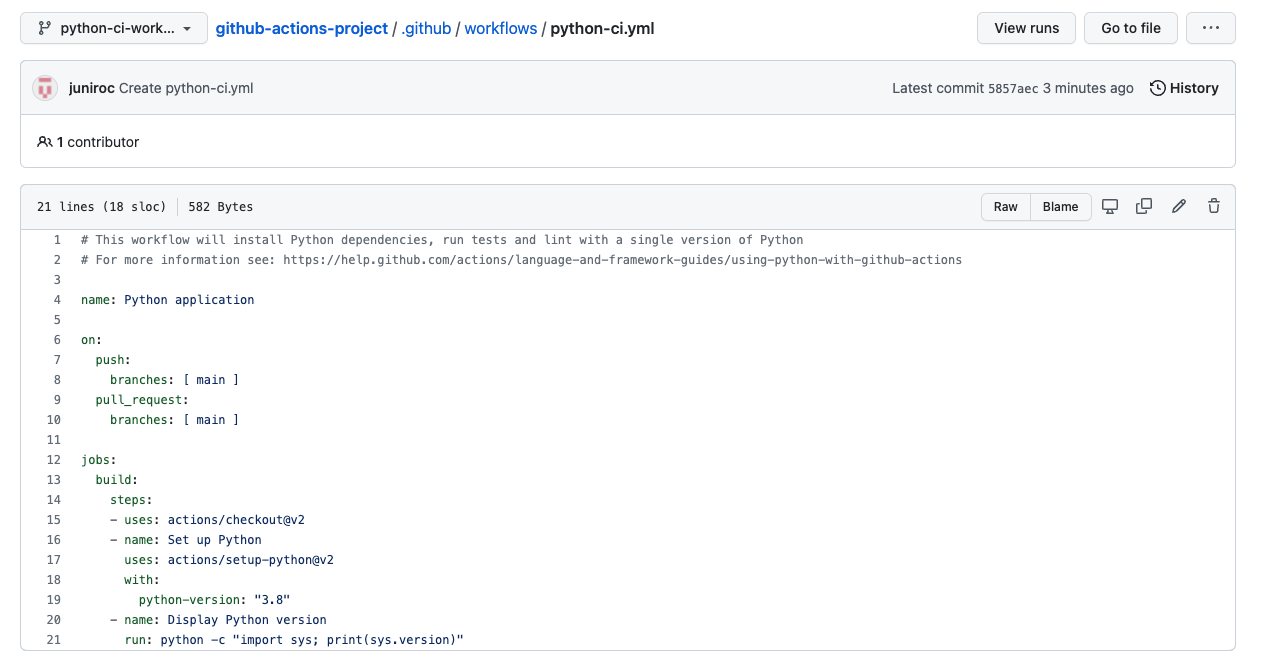 python-ci-work... github-actions-project / .github / workflows / python-ci.yml View runs Go to file ...
juniroc Create python-ci.yml Latest commit 5857aec 3 minutes ago History
1 contributor
21 lines (18 sloc) 582 Bytes Raw Blame
1 # This workflow will install Python dependencies, run tests and lint with a single version of Python
2 # For more information see: https://help.github.com/actions/language-and-framework-guides/using-python-with-github-actions
3
4 name: Python application
5
6 on:
7   push:
8     branches: [ main ]
9   pull_request:
10     branches: [ main ]
11
12 jobs:
13   build:
14     steps:
15     - uses: actions/checkout@v2
16     - name: Set up Python
17       uses: actions/setup-python@v2
18       with:
19         python-version: "3.8"
20     - name: Display Python version
21       run: python -c "import sys; print(sys.version)"